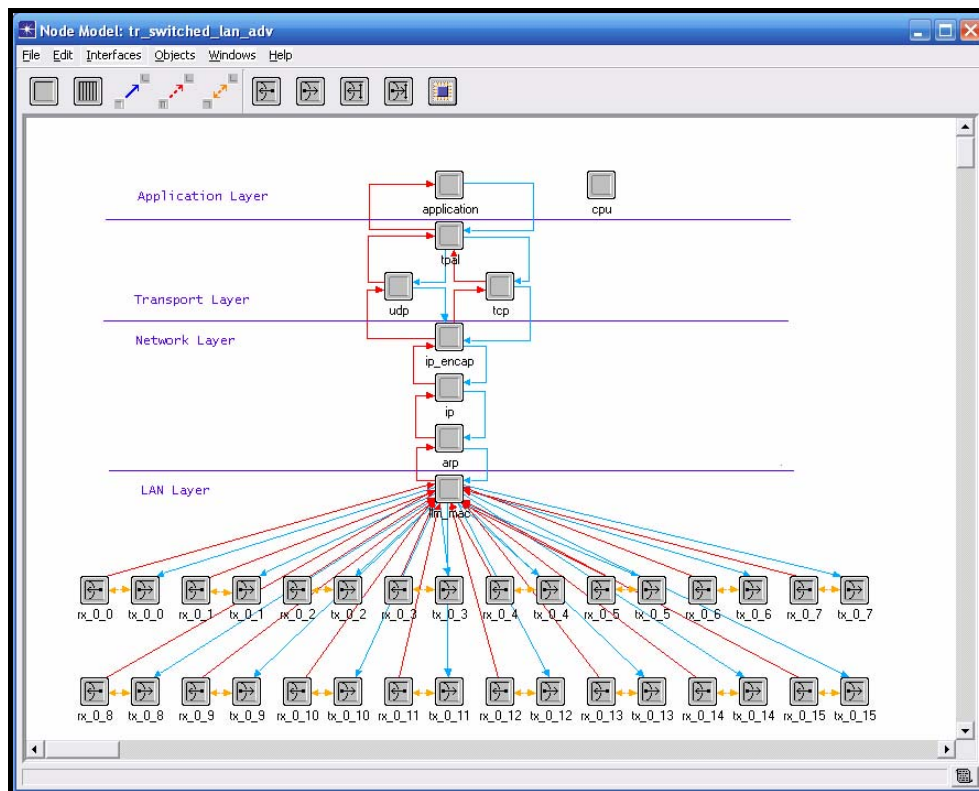 Node Model: tr_switched_lan_adv
File Edit Interfaces Objects Windows Help
Application Layer
application
cpu
tpal
Transport Layer
udp
tcp
Network Layer
ip_encap
ip
arp
LAN Layer
rx_0_0 tx_0_0 rx_0_1 tx_0_1 rx_0_2 tx_0_2 rx_0_3 tx_0_3 rx_0_4 tx_0_4 rx_0_5 tx_0_5 rx_0_6 tx_0_6 rx_0_7 tx_0_7
rx_0_8 tx_0_8 rx_0_9 tx_0_9 rx_0_10 tx_0_10 rx_0_11 tx_0_11 rx_0_12 tx_0_12 rx_0_13 tx_0_13 rx_0_14 tx_0_14 rx_0_15 tx_0_15